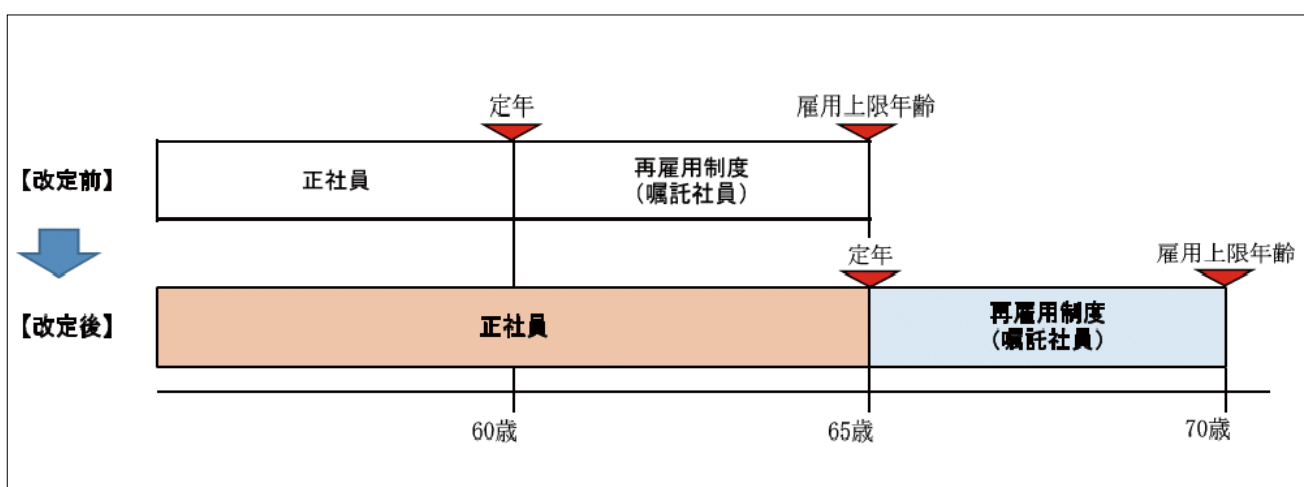 定年
雇用上限年齢
【改定前】
正社員
再雇用制度
（嘱託社員）
定年
雇用上限年齢
【改定後】
正社員
再雇用制度
（嘱託社員）
60歳
65歳
70歳